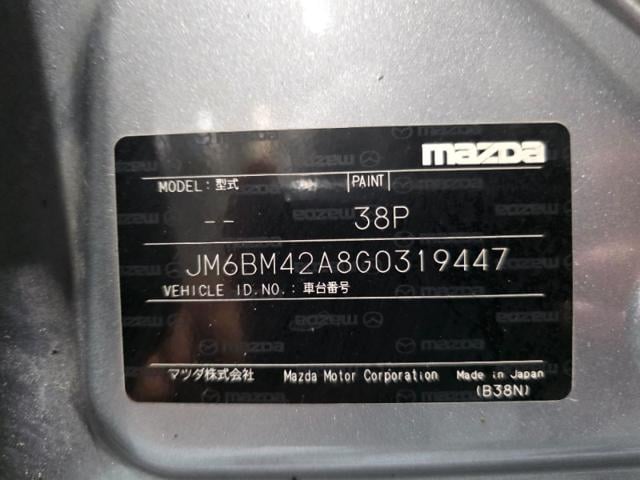 mazda
MODEL:型式 PAINT
-- 38P
JM6BM42A8G0319447
VEHICLE ID.NO.:車台番号
マツダ株式会社 Mazda Motor Corporation Made in Japan
(B38N)